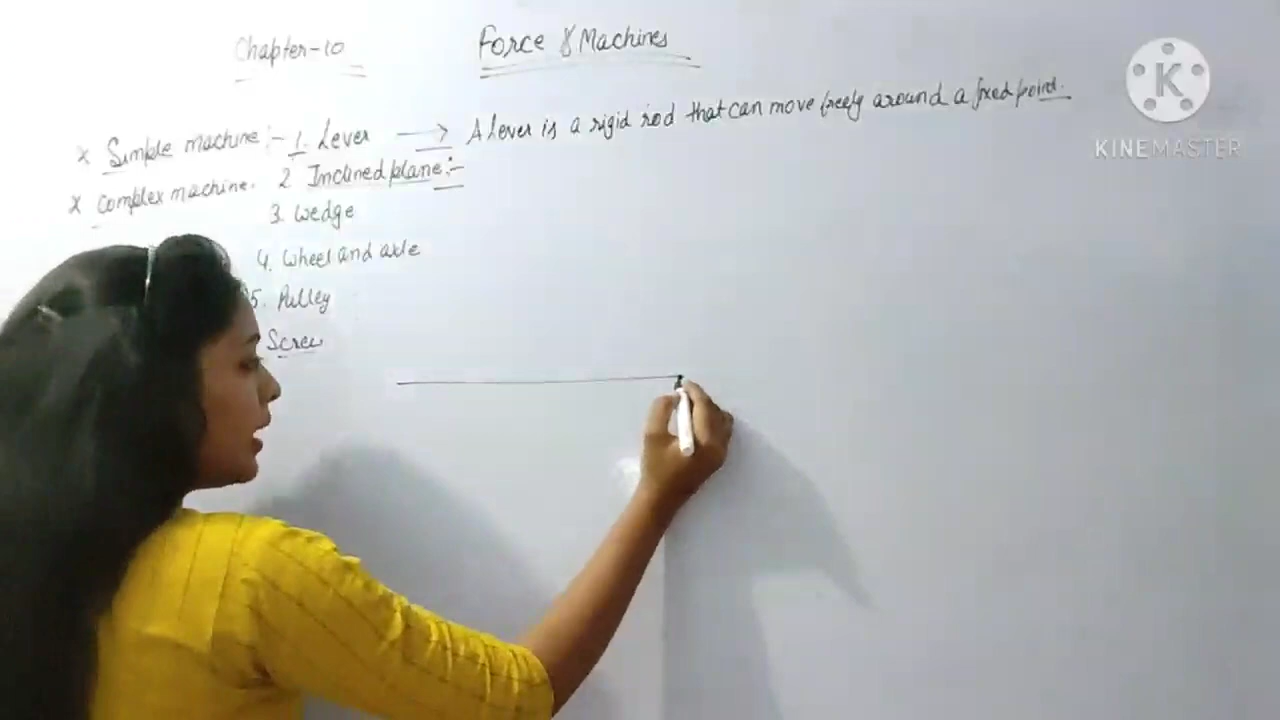 Chapter-10 Force & Machines
* Simple machine :- 1. Lever → A Lever is a rigid rod that can move freely around a fixed point.
* Complex machine. 2. Inclined plane :-
3. Wedge
4. Wheel and axle
5. Pulley
Screw
K
KINEMASTER